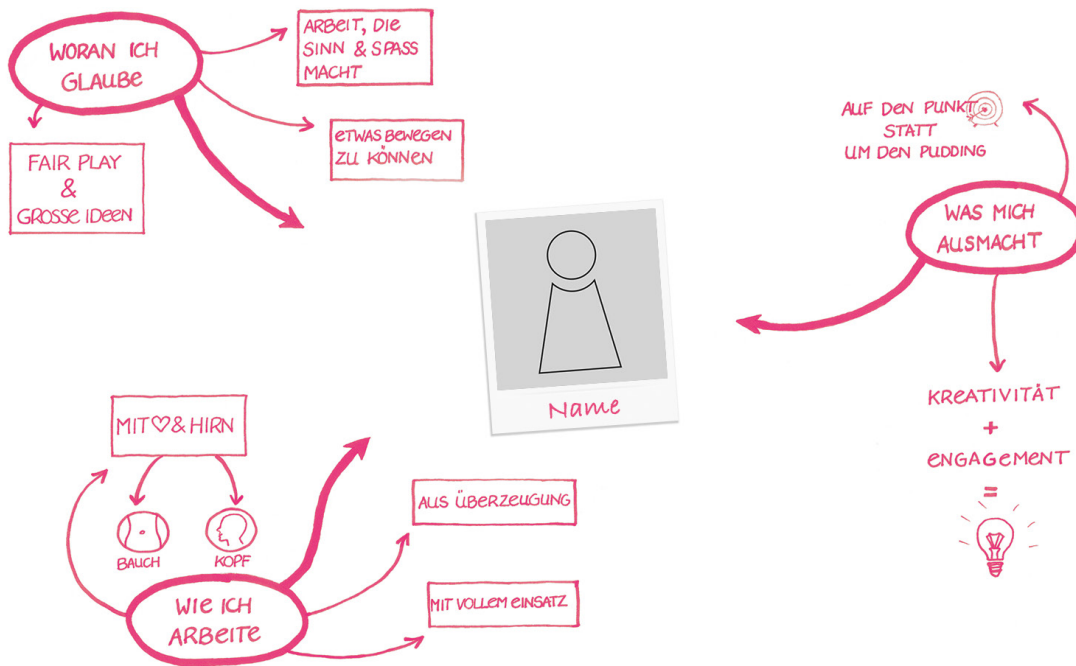 WORAN ICH
GLAUBE
ARBEIT, DIE
SINN & SPASS
MACHT
ETWAS BEWEGEN
ZU KÖNNEN
FAIR PLAY
&
GROSSE IDEEN
AUF DEN PUNKT
STATT
UM DEN PUDDING
WAS MICH
AUSMACHT
KREATIVITÄT
+
ENGAGEMENT
=
Name
MIT♡&HIRN
BAUCH
KOPF
AUS ÜBERZEUGUNG
MIT VOLLEM EINSATZ
WIE ICH
ARBEITE